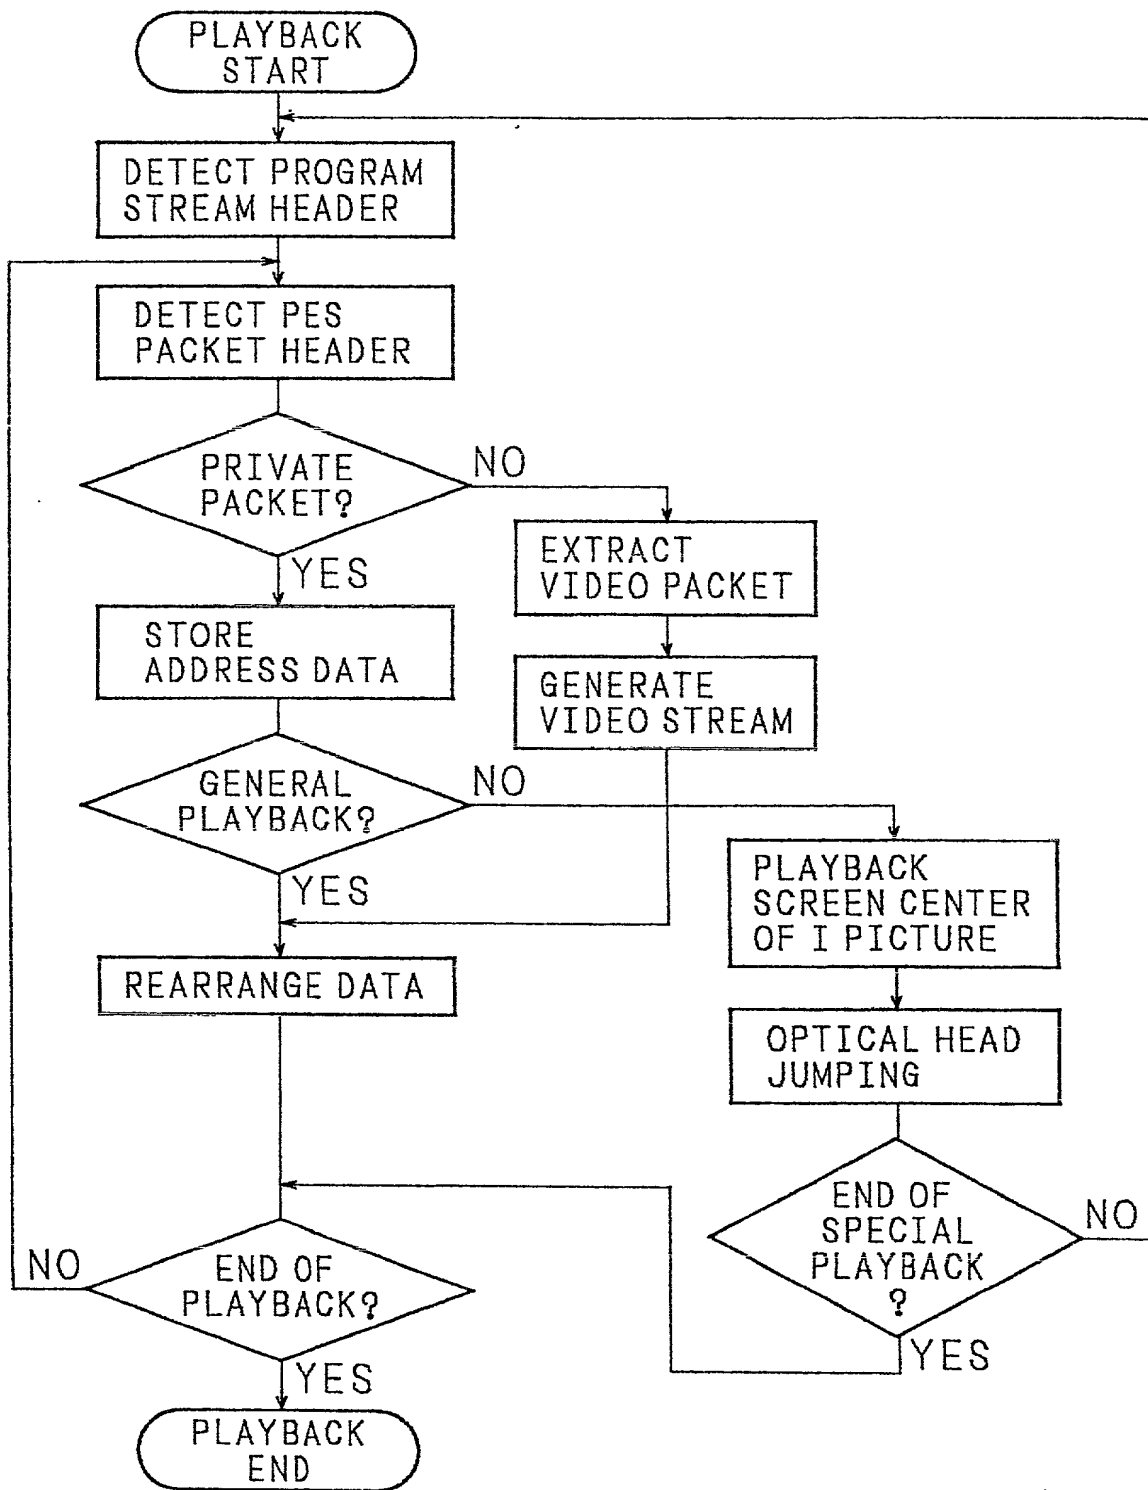 PLAYBACK
START
DETECT PROGRAM
STREAM HEADER
DETECT PES
PACKET HEADER
PRIVATE
PACKET?
NO
YES
EXTRACT
VIDEO PACKET
STORE
ADDRESS DATA
GENERATE
VIDEO STREAM
GENERAL
PLAYBACK?
NO
YES
PLAYBACK
SCREEN CENTER
OF I PICTURE
REARRANGE DATA
OPTICAL HEAD
JUMPING
END OF
SPECIAL
PLAYBACK
?
NO
YES
END OF
PLAYBACK?
NO
YES
PLAYBACK
END